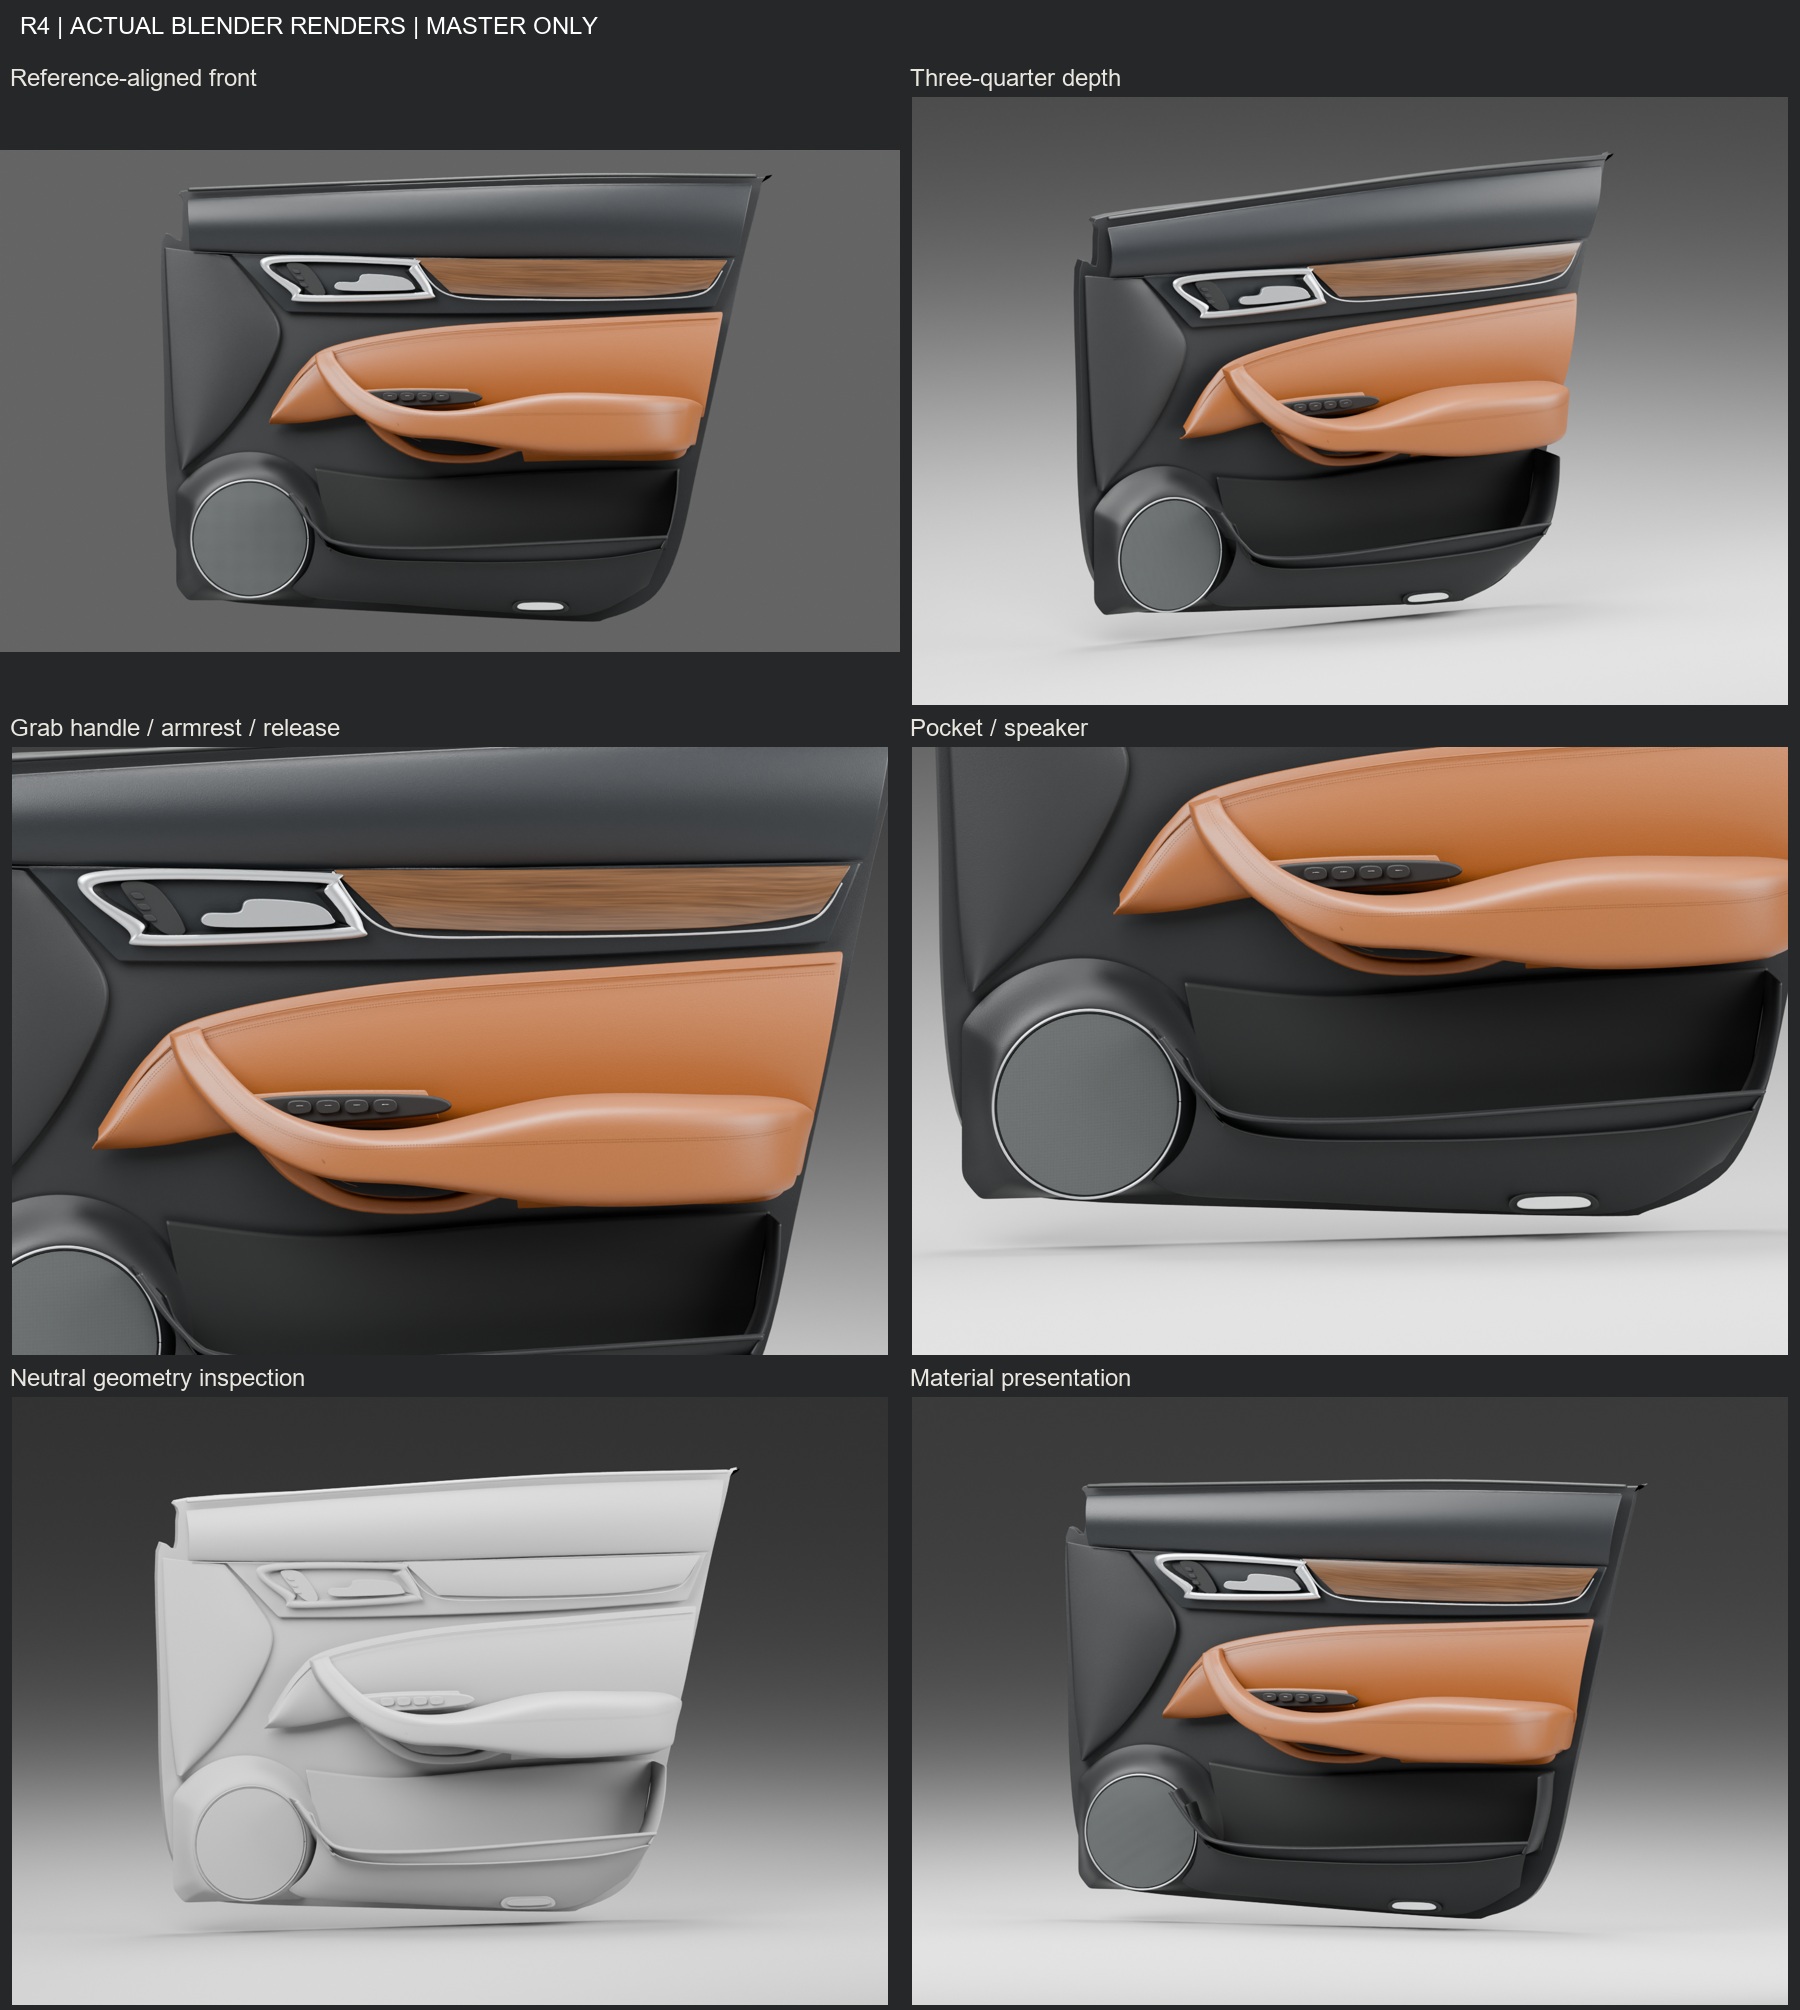 R4 | ACTUAL BLENDER RENDERS | MASTER ONLY
Reference-aligned front
Three-quarter depth
Grab handle / armrest / release
Pocket / speaker
Neutral geometry inspection
Material presentation